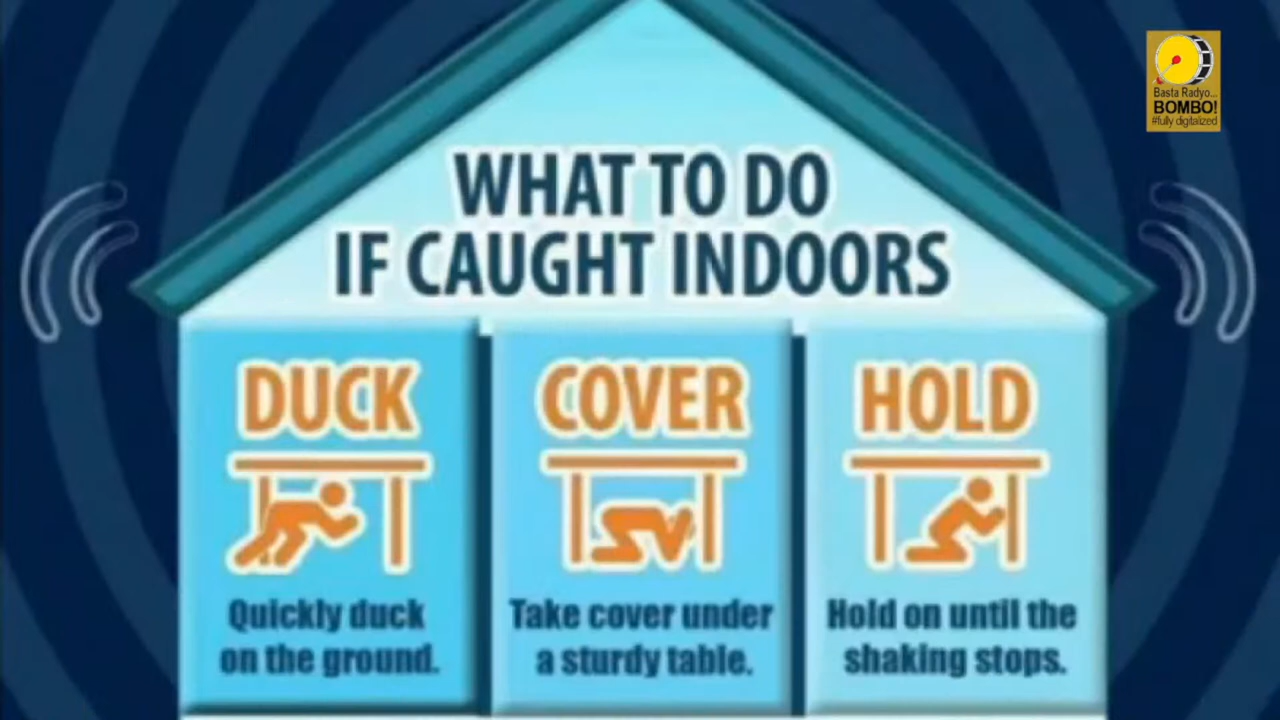 Basta Radyo...
BOMBO!
#fully digitalized
WHAT TO DO
IF CAUGHT INDOORS
DUCK
COVER
HOLD
Quickly duck
on the ground.
Take cover under
a sturdy table.
Hold on until the
shaking stops.